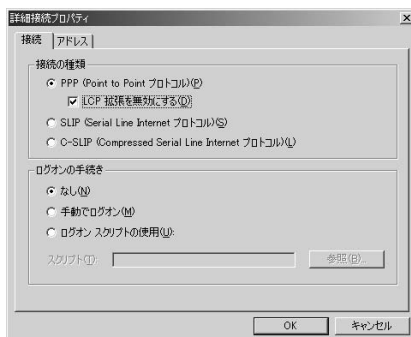 詳細接続プロパティ
接続 アドレス
接続の種類
PPP (Point to Point プロトコル)(P)
LCP 拡張を無効にする(D)
SLIP (Serial Line Internet プロトコル)(S)
C-SLIP (Compressed Serial Line Internet プロトコル)(L)
ログオンの手続き
なし(N)
手動でログオン(M)
ログオン スクリプトの使用(U):
スクリプト(T): 参照(B)...
OK キャンセル